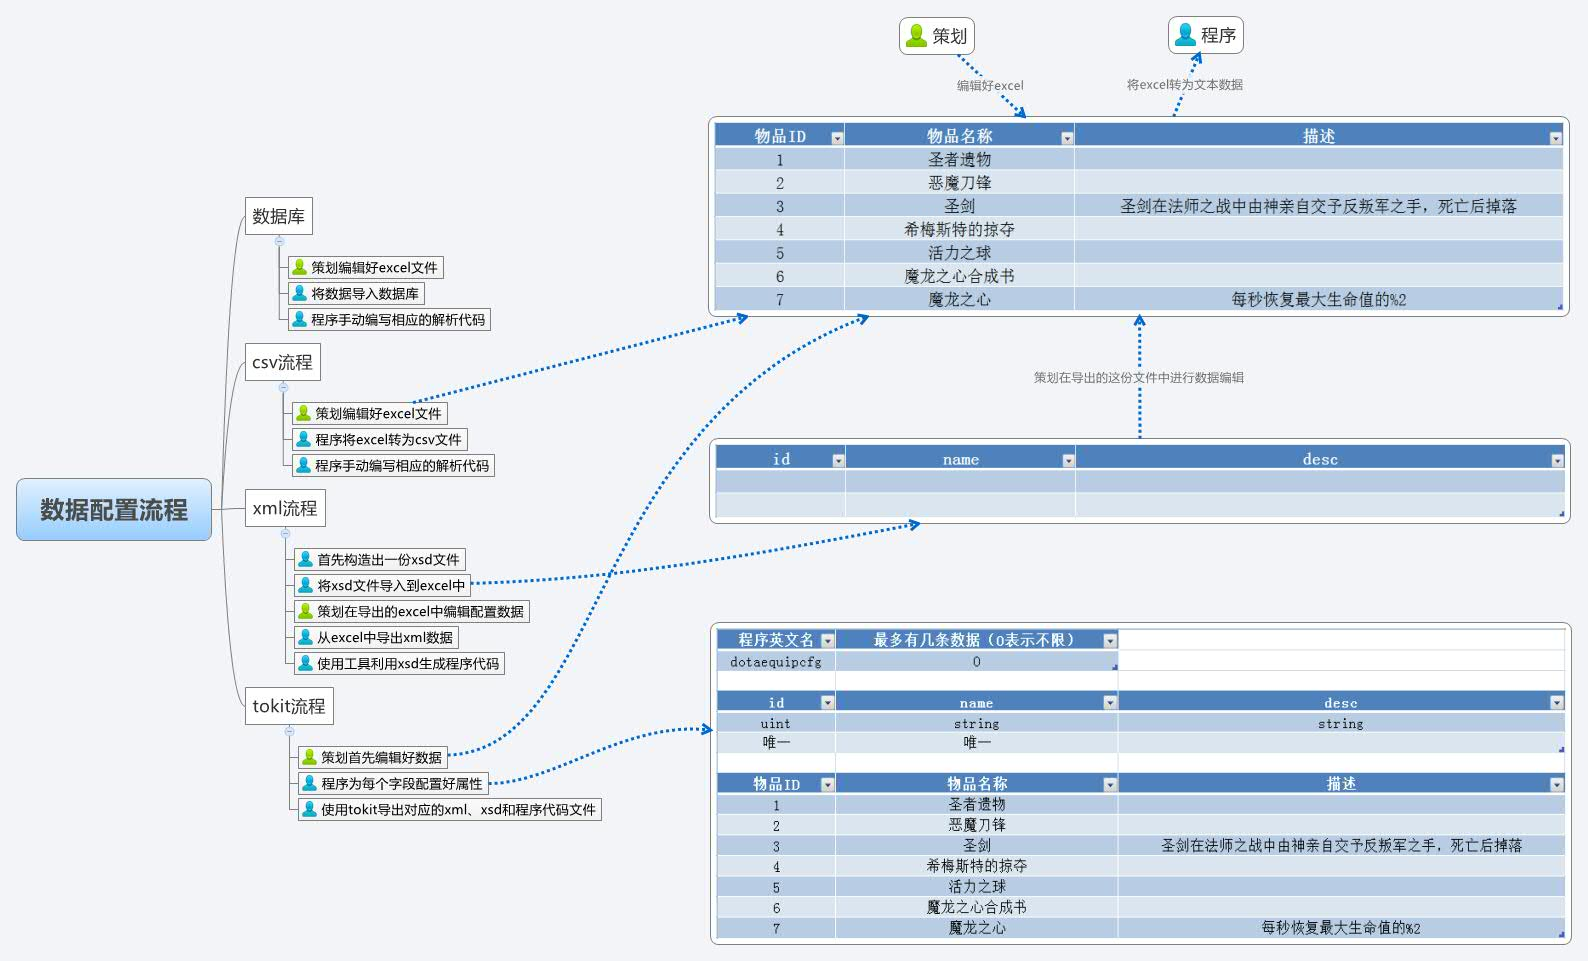 策划
程序
编辑好excel
将excel转为文本数据
物品ID 物品名称 描述
1 圣者遗物
2 恶魔刀锋
3 圣剑 圣剑在法师之战中由神亲自交予反叛军之手，死亡后掉落
4 希梅斯特的掠夺
5 活力之球
6 魔龙之心合成书
7 魔龙之心 每秒恢复最大生命值的%2
数据配置流程
数据库
策划编辑好excel文件
将数据导入数据库
程序手动编写相应的解析代码
csv流程
策划编辑好excel文件
程序将excel转为csv文件
程序手动编写相应的解析代码
xml流程
首先构造出一份xsd文件
将xsd文件导入到excel中
策划在导出的excel中编辑配置数据
从excel中导出xml数据
使用工具利用xsd生成程序代码
tokit流程
策划首先编辑好数据
程序为每个字段配置好属性
使用tokit导出对应的xml、xsd和程序代码文件
策划在导出的这份文件中进行数据编辑
id name desc
程序英文名 最多有几条数据（0表示不限）
dotaequipcfg 0
id name desc
uint string string
唯一 唯一
物品ID 物品名称 描述
1 圣者遗物
2 恶魔刀锋
3 圣剑 圣剑在法师之战中由神亲自交予反叛军之手，死亡后掉落
4 希梅斯特的掠夺
5 活力之球
6 魔龙之心合成书
7 魔龙之心 每秒恢复最大生命值的%2